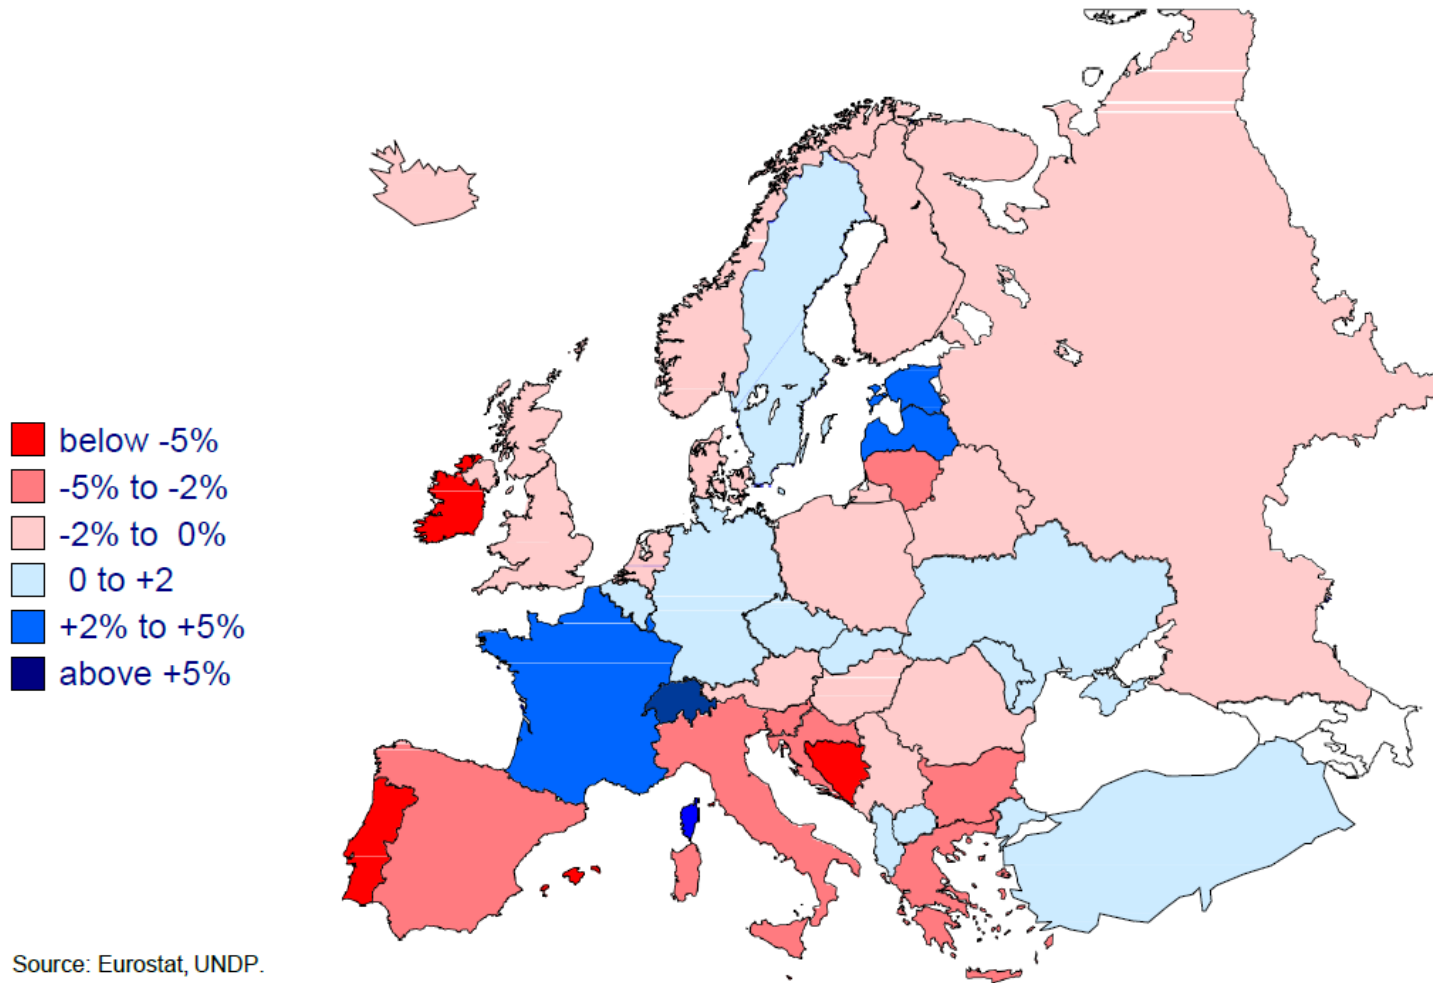 below -5%
-5% to -2%
-2% to 0%
0 to +2
+2% to +5%
above +5%
Source: Eurostat, UNDP.